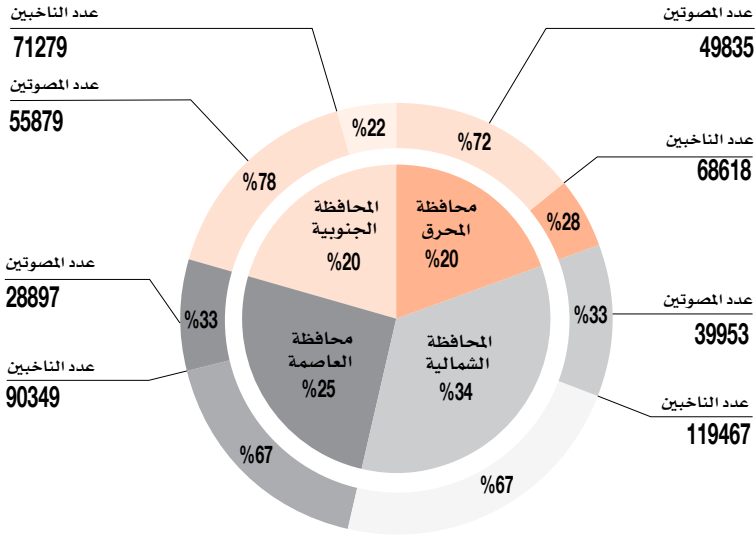 عدد المصوتين
49835
عدد الناخبين
68618
عدد المصوتين
39953
عدد الناخبين
119467
عدد الناخبين
71279
عدد المصوتين
55879
عدد المصوتين
28897
عدد الناخبين
90349
%22
%72
%78
%28
%33
%33
%67
%67
محافظة
المحرق
%20
المحافظة
الجنوبية
%20
المحافظة
الشمالية
%34
محافظة
العاصمة
%25